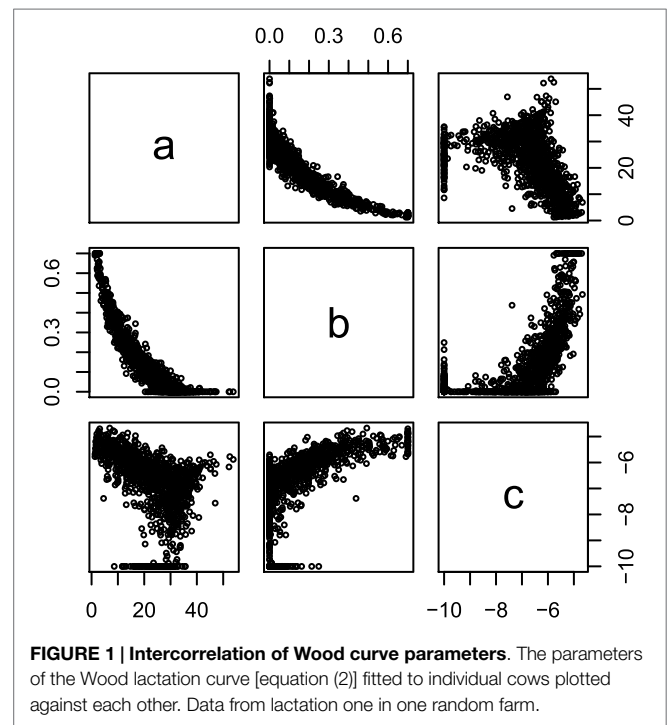 0.0 0.3 0.6
a
0 20 40
0.0 0.3 0.6
b
c
−10 −8 −6
0 20 40
−10 −8 −6
FIGURE 1 | Intercorrelation of Wood curve parameters. The parameters
of the Wood lactation curve [equation (2)] fitted to individual cows plotted
against each other. Data from lactation one in one random farm.